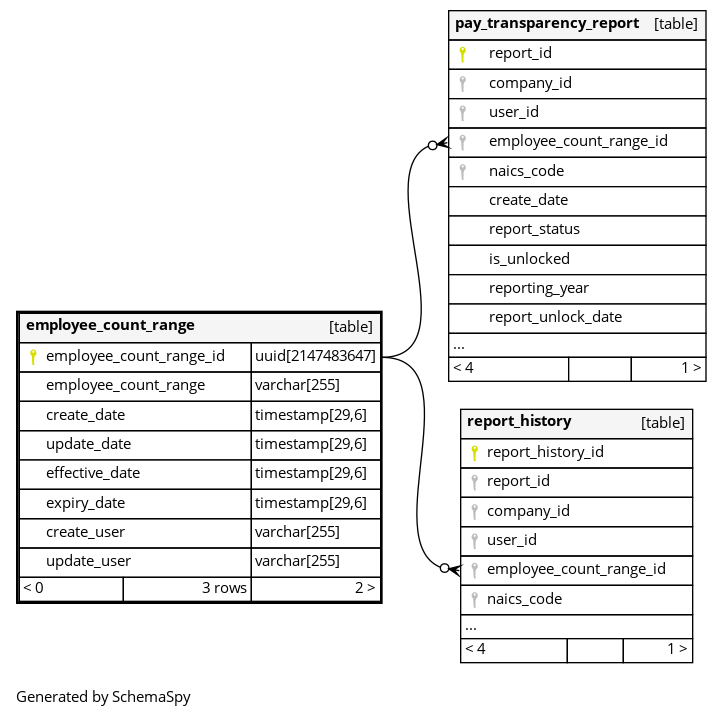 pay_transparency_report [table]
report_id
company_id
user_id
employee_count_range_id
naics_code
create_date
report_status
is_unlocked
reporting_year
report_unlock_date
...
< 4 1 >
employee_count_range [table]
employee_count_range_id uuid[2147483647]
employee_count_range varchar[255]
create_date timestamp[29,6]
update_date timestamp[29,6]
effective_date timestamp[29,6]
expiry_date timestamp[29,6]
create_user varchar[255]
update_user varchar[255]
< 0 3 rows 2 >
report_history [table]
report_history_id
report_id
company_id
user_id
employee_count_range_id
naics_code
...
< 4 1 >
Generated by SchemaSpy